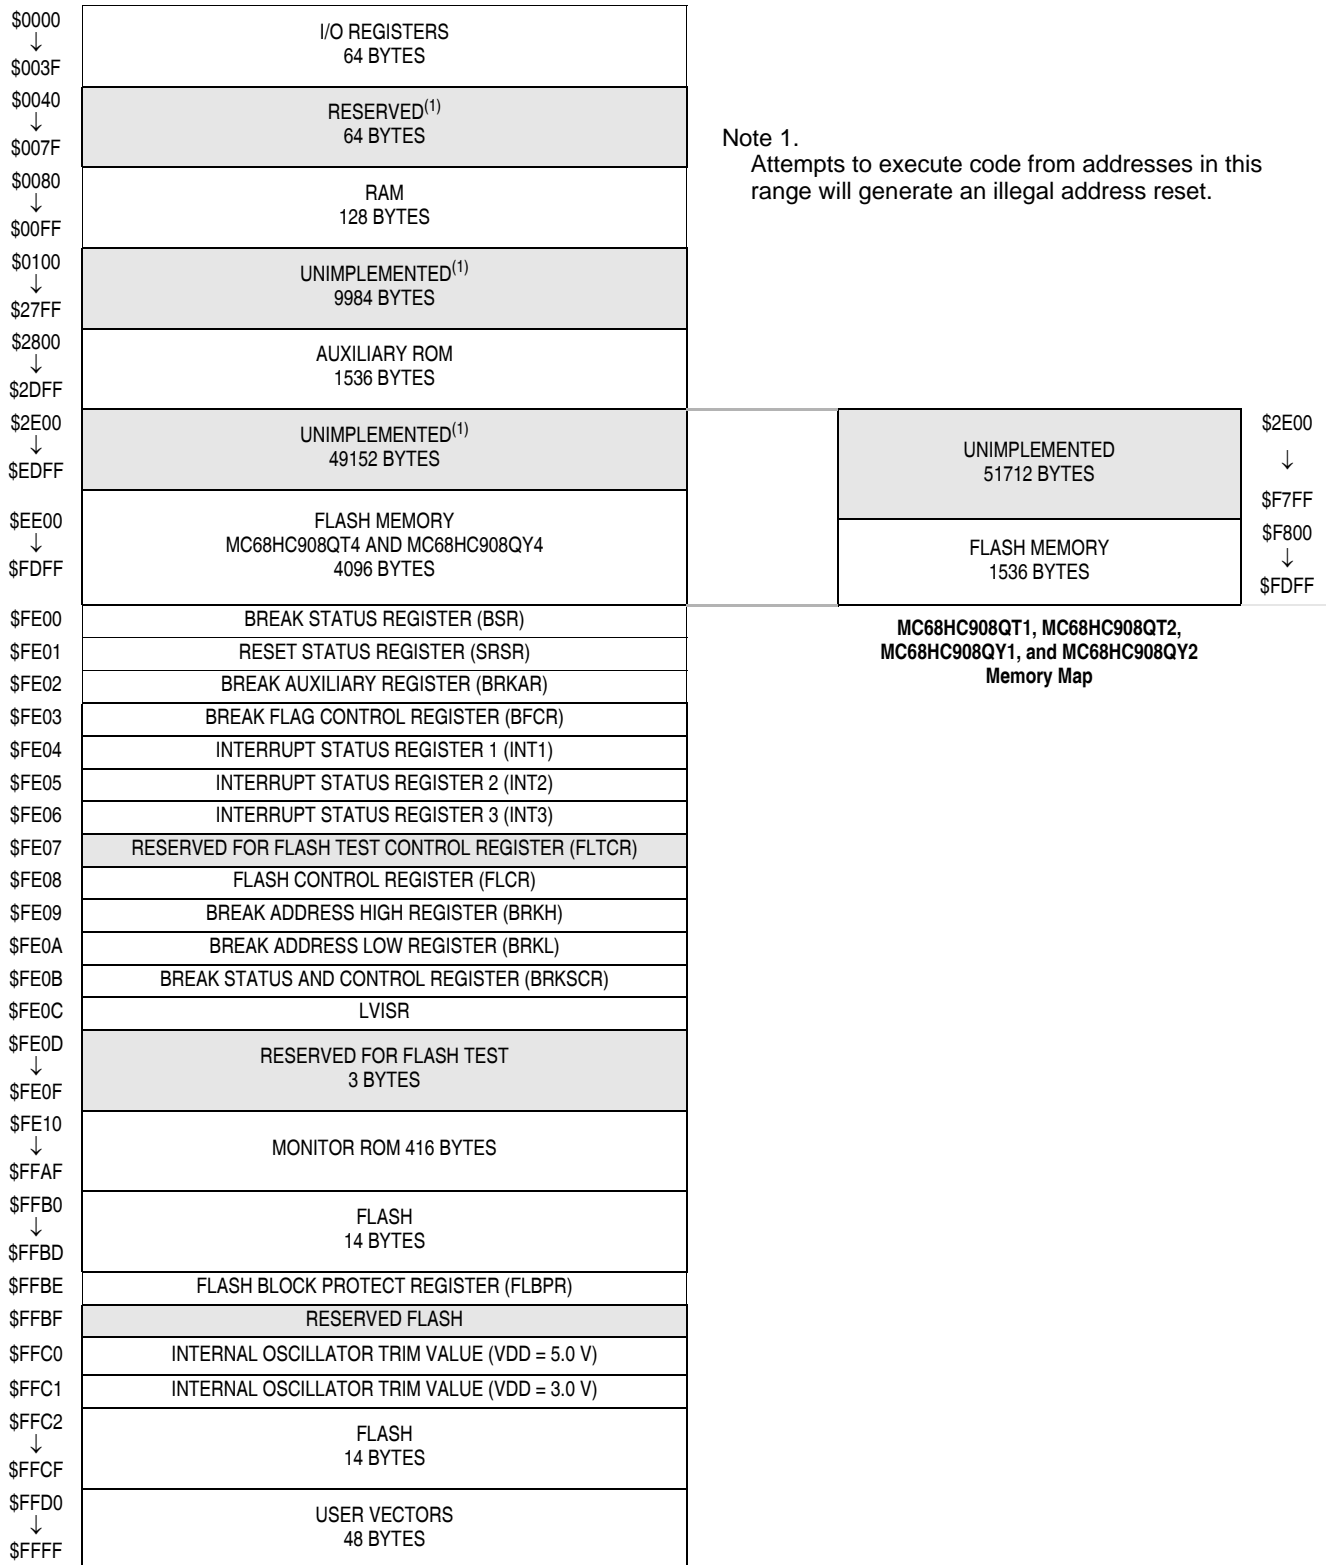 $0000
↓
$003F
I/O REGISTERS
64 BYTES
$0040
↓
$007F
RESERVED(1)
64 BYTES
Note 1.
Attempts to execute code from addresses in this
range will generate an illegal address reset.
$0080
↓
$00FF
RAM
128 BYTES
$0100
↓
$27FF
UNIMPLEMENTED(1)
9984 BYTES
$2800
↓
$2DFF
AUXILIARY ROM
1536 BYTES
$2E00
↓
$EDFF
UNIMPLEMENTED(1)
49152 BYTES
UNIMPLEMENTED
51712 BYTES
$2E00
↓
$F7FF
$EE00
↓
$FDFF
FLASH MEMORY
MC68HC908QT4 AND MC68HC908QY4
4096 BYTES
FLASH MEMORY
1536 BYTES
$F800
↓
$FDFF
MC68HC908QT1, MC68HC908QT2,
MC68HC908QY1, and MC68HC908QY2
Memory Map
$FE00 BREAK STATUS REGISTER (BSR)
$FE01 RESET STATUS REGISTER (SRSR)
$FE02 BREAK AUXILIARY REGISTER (BRKAR)
$FE03 BREAK FLAG CONTROL REGISTER (BFCR)
$FE04 INTERRUPT STATUS REGISTER 1 (INT1)
$FE05 INTERRUPT STATUS REGISTER 2 (INT2)
$FE06 INTERRUPT STATUS REGISTER 3 (INT3)
$FE07 RESERVED FOR FLASH TEST CONTROL REGISTER (FLTCR)
$FE08 FLASH CONTROL REGISTER (FLCR)
$FE09 BREAK ADDRESS HIGH REGISTER (BRKH)
$FE0A BREAK ADDRESS LOW REGISTER (BRKL)
$FE0B BREAK STATUS AND CONTROL REGISTER (BRKSCR)
$FE0C LVISR
$FE0D
↓
$FE0F
RESERVED FOR FLASH TEST
3 BYTES
$FE10
↓
$FFAF
MONITOR ROM 416 BYTES
$FFB0
↓
$FFBD
FLASH
14 BYTES
$FFBE FLASH BLOCK PROTECT REGISTER (FLBPR)
$FFBF RESERVED FLASH
$FFC0 INTERNAL OSCILLATOR TRIM VALUE (VDD = 5.0 V)
$FFC1 INTERNAL OSCILLATOR TRIM VALUE (VDD = 3.0 V)
$FFC2
↓
$FFCF
FLASH
14 BYTES
$FFD0
↓
$FFFF
USER VECTORS
48 BYTES